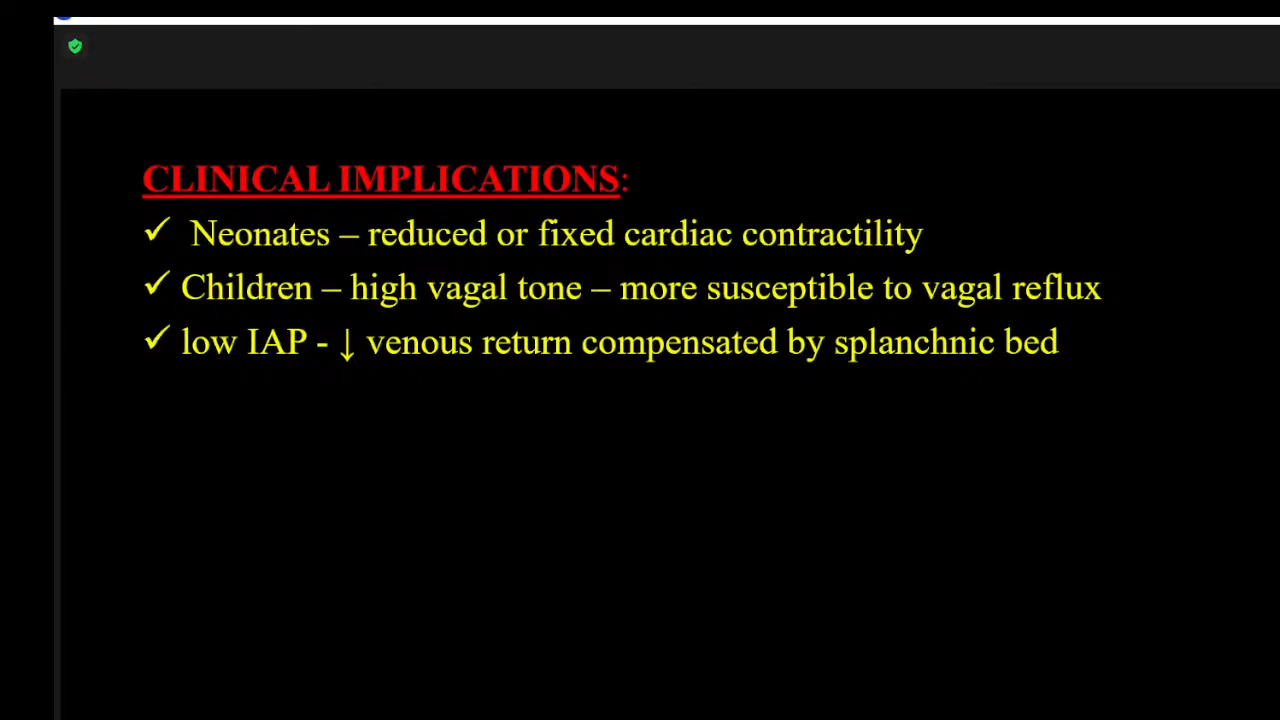 CLINICAL IMPLICATIONS:
✓ Neonates – reduced or fixed cardiac contractility
✓ Children – high vagal tone – more susceptible to vagal reflux
✓ low IAP - ↓ venous return compensated by splanchnic bed